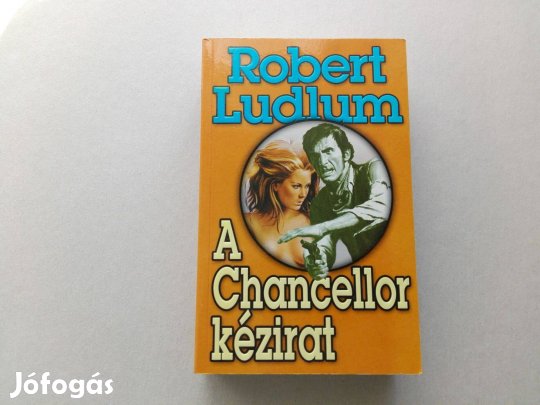 Robert
Ludlum
A
Chancellor
kézirat
Jófogás